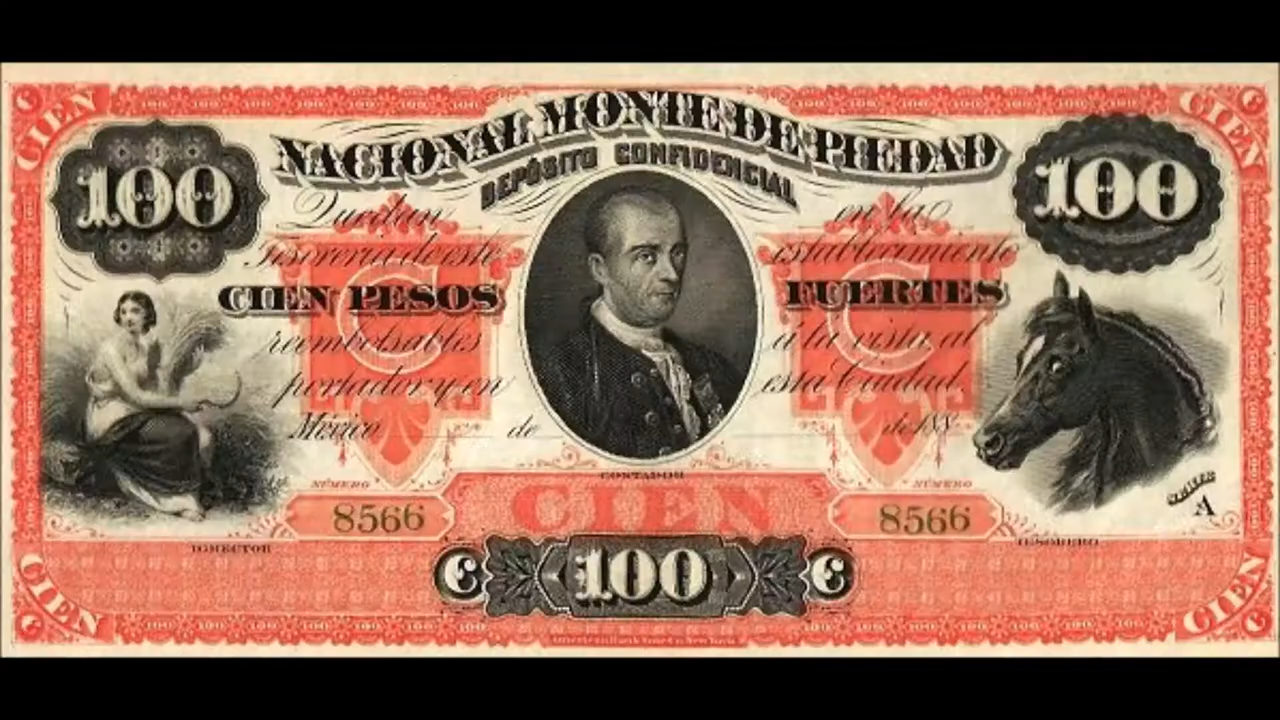 CIEN CIEN
NACIONAL MONTE DE PIEDAD
DEPÓSITO CONFIDENCIAL
100 100
Quedan en la
Tesoreria de este establecimiento
CIEN PESOS FUERTES
reembolsables á la vista al
portador y en esta Ciudad.
México de de 188
CONTADOR
NÚMERO NÚMERO
CIEN
8566 8566
SERIE
A
DIRECTOR TESORERO
C 100 C
CIEN CIEN